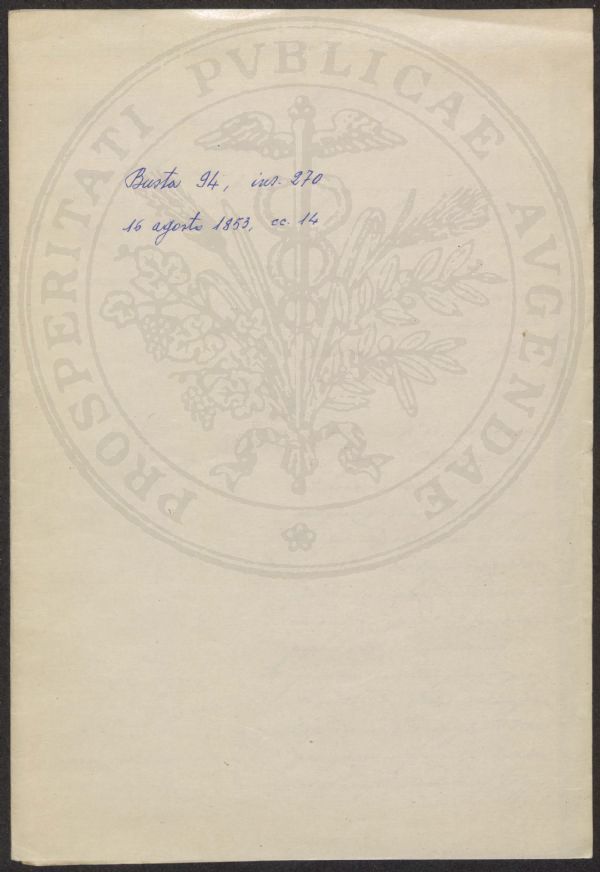 Busta 94, ins. 270
16 agosto 1853, cc. 14
PROSPERITATI PVBLICAE AVGENDAE